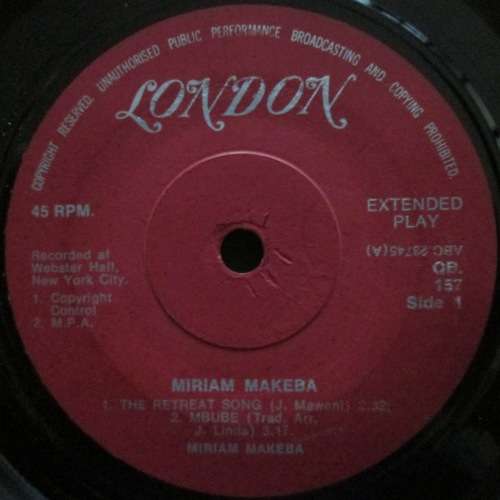 COPYRIGHT RESERVED. UNAUTHORISED PUBLIC PERFORMANCE BROADCASTING AND COPYING PROHIBITED.
LONDON
45 RPM.
EXTENDED
PLAY
ABC.23745(A)
QB.
157
Side 1
Recorded at
Webster Hall,
New York City.
1. Copyright
Control
2. M.P.A.
MIRIAM MAKEBA
1. THE RETREAT SONG (J. Maweni) 2.32;
2. MBUBE (Trad. Arr.
J. Linda) 3.17.
MIRIAM MAKEBA